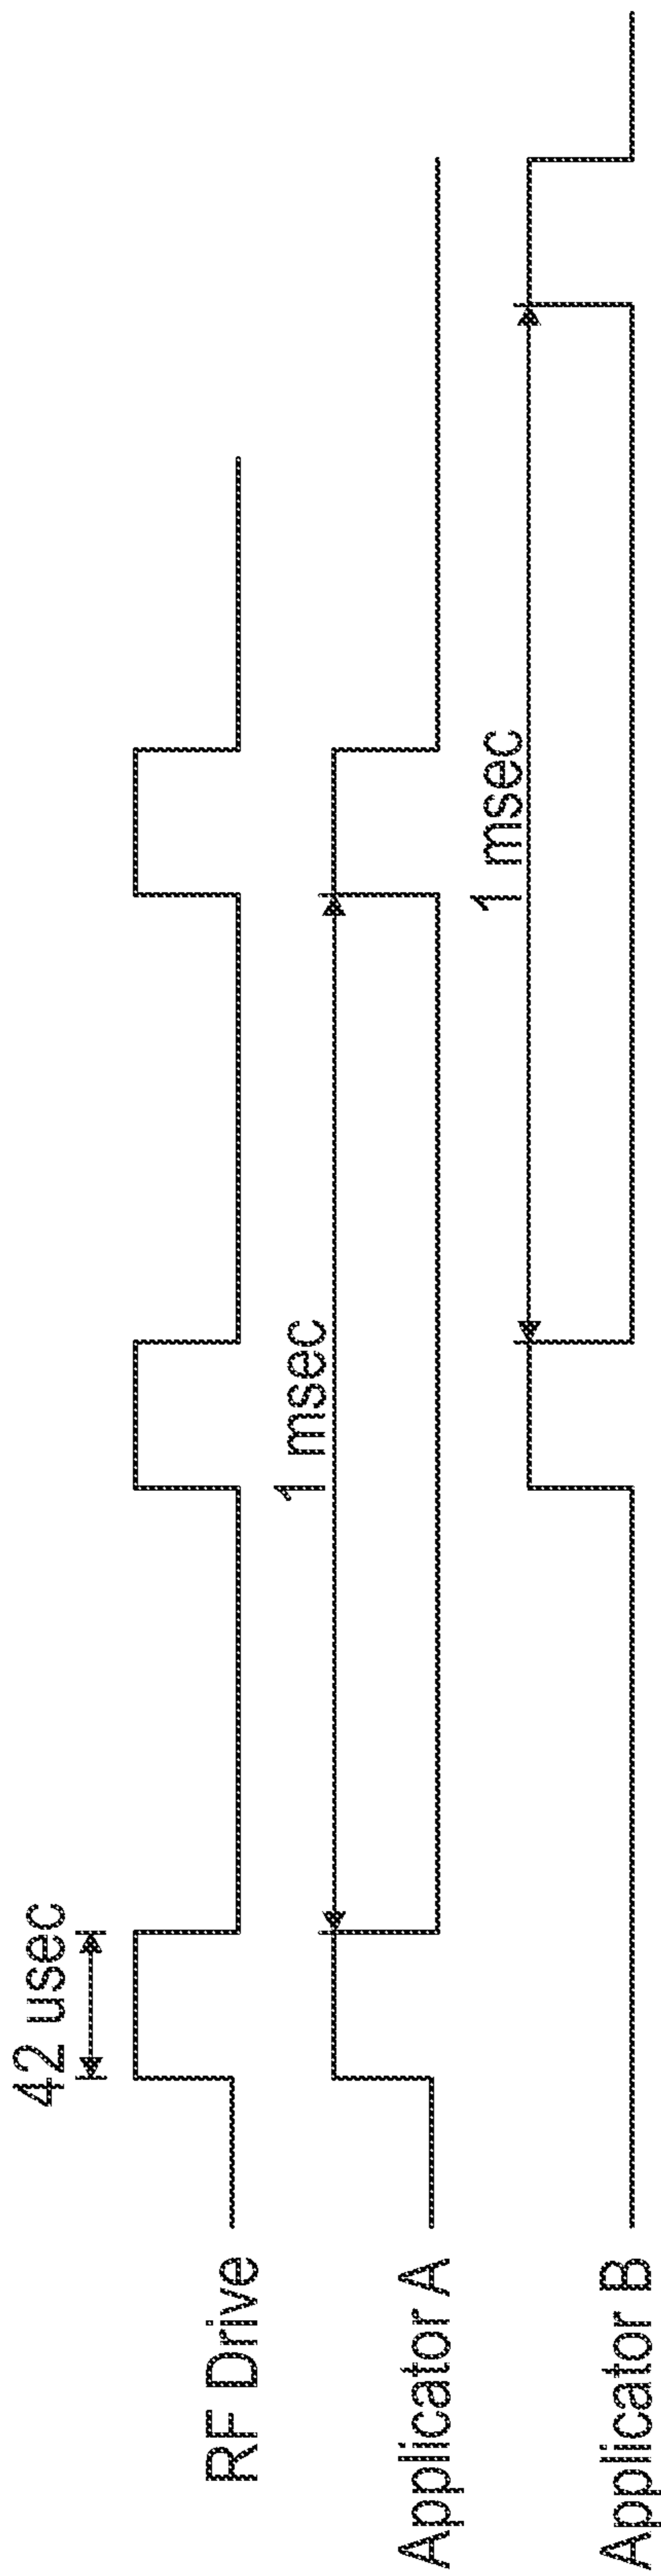 42 usec
RF Drive
1 msec
Applicator A
1 msec
Applicator B